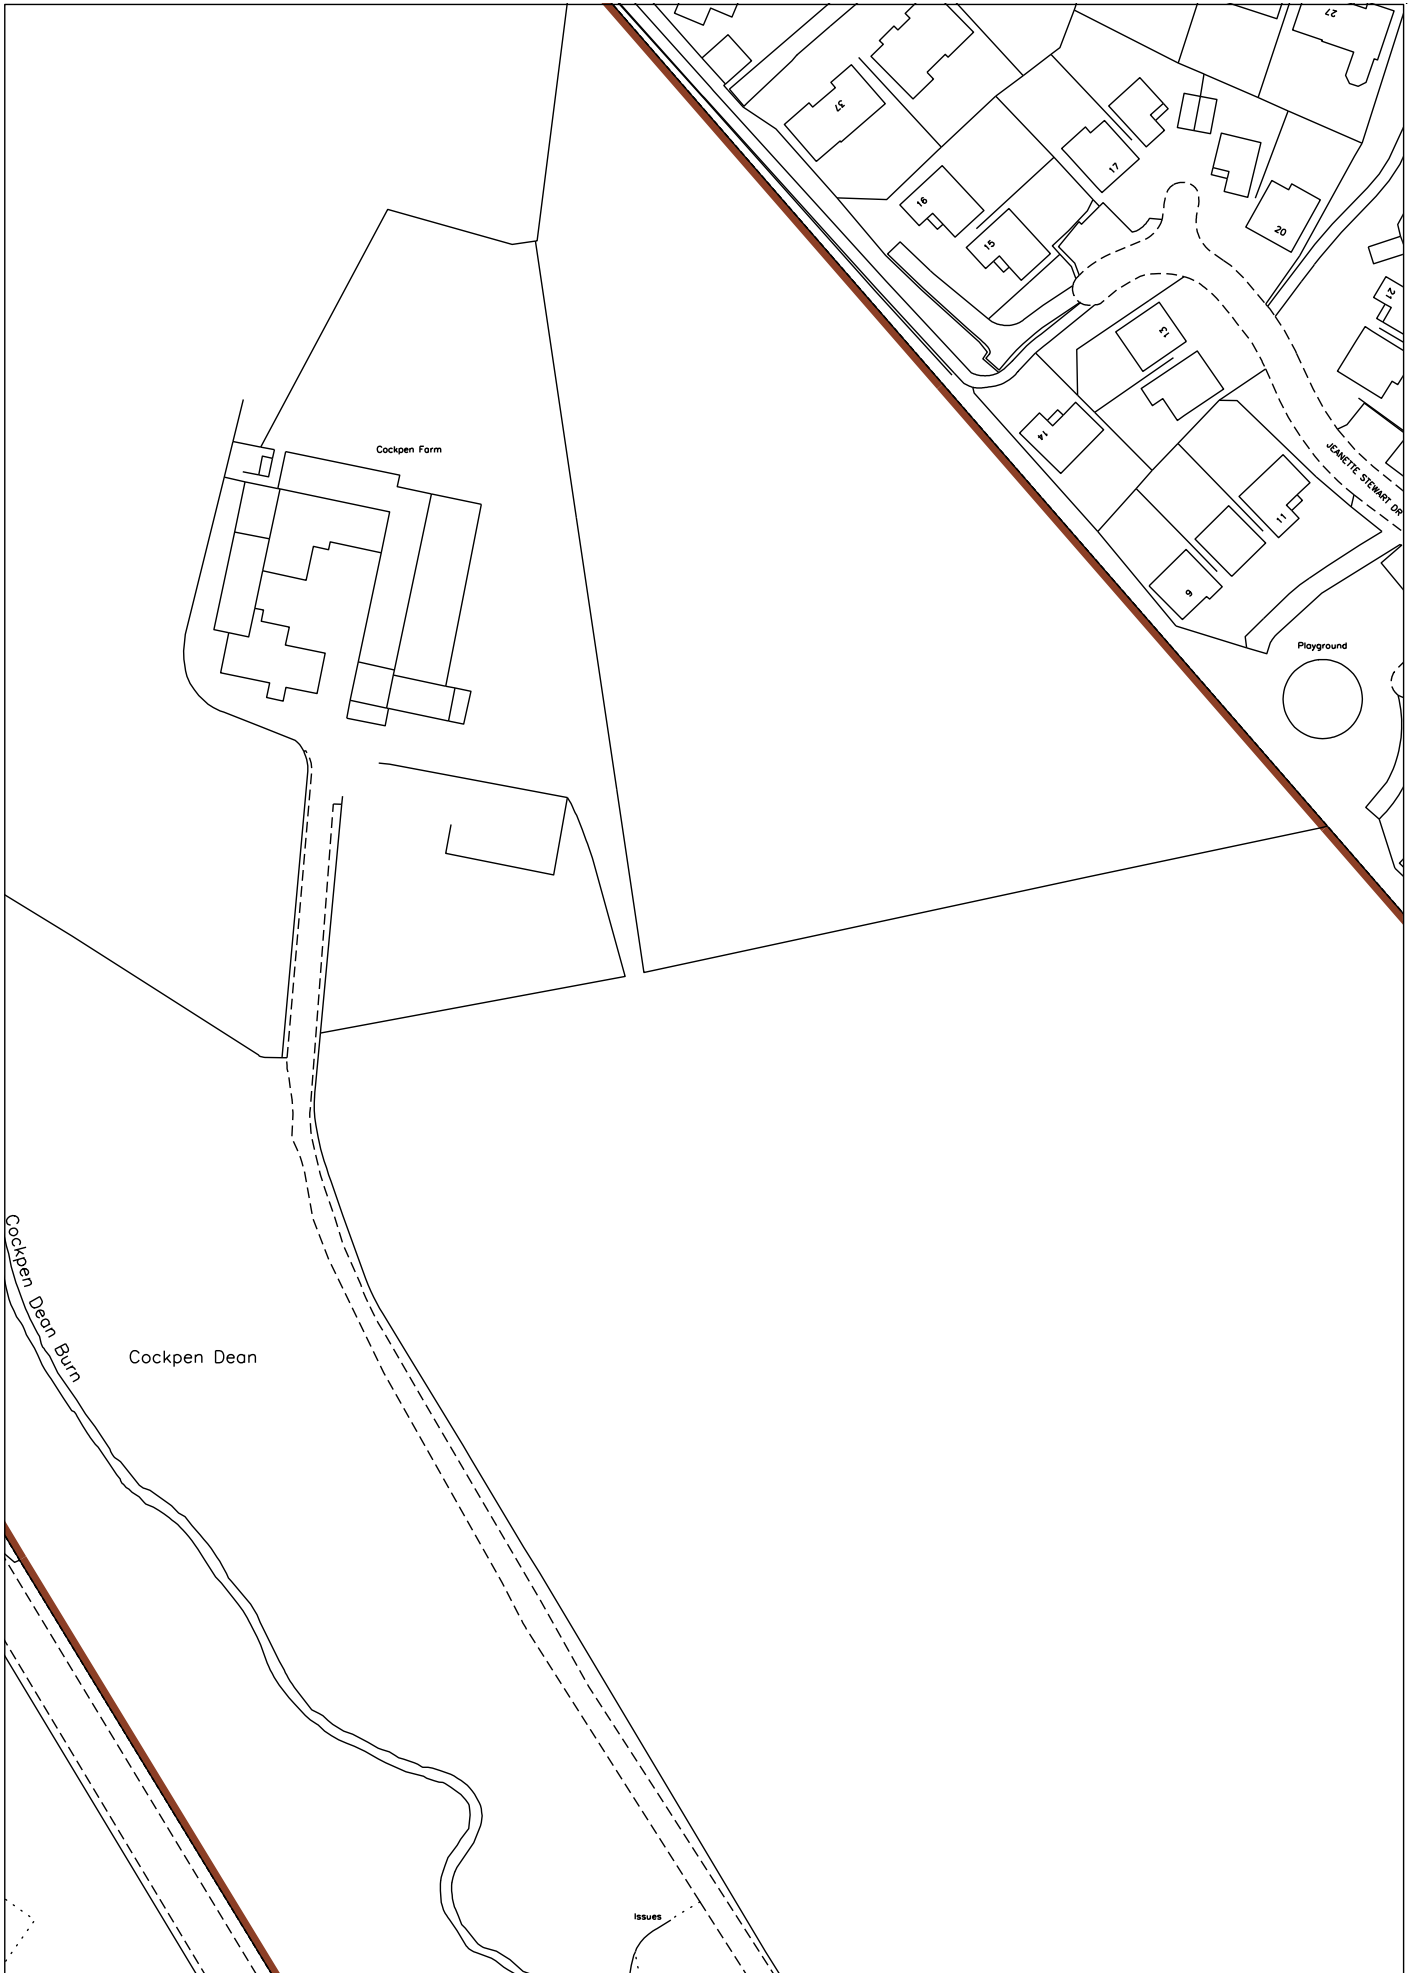 27
37
17
16
15
20
21
13
Cockpen Farm
14
JEANETTE STEWART DR
11
9
Playground
Cockpen Dean Burn
Cockpen Dean
Issues